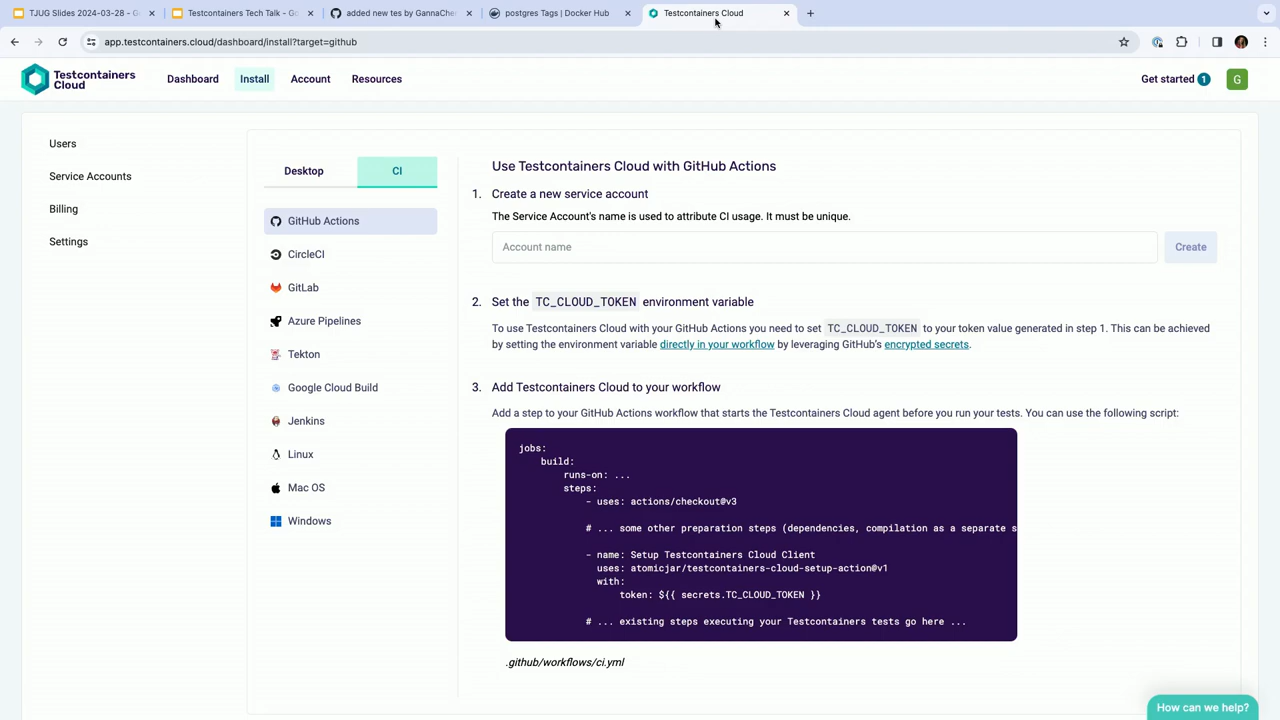 TJUG Slides 2024-03-04 - G
Testcontainers Tech Talk - Go
added new tes by GannaChern
postgres Tags | Docker Hub
Testcontainers Cloud
app.testcontainers.cloud/dashboard/install?target=github
Testcontainers
Cloud
Dashboard
Install
Account
Resources
Get started 1
G
Users
Service Accounts
Billing
Settings
Desktop
CI
GitHub Actions
CircleCI
GitLab
Azure Pipelines
Tekton
Google Cloud Build
Jenkins
Linux
Mac OS
Windows
Use Testcontainers Cloud with GitHub Actions
1. Create a new service account
The Service Account's name is used to attribute CI usage. It must be unique.
Account name
Create
2. Set the TC_CLOUD_TOKEN environment variable
To use Testcontainers Cloud with your GitHub Actions you need to set TC_CLOUD_TOKEN to your token value generated in step 1. This can be achieved
by setting the environment variable directly in your workflow by leveraging GitHub's encrypted secrets.
3. Add Testcontainers Cloud to your workflow
Add a step to your GitHub Actions workflow that starts the Testcontainers Cloud agent before you run your tests. You can use the following script:
jobs:
build:
runs-on: ...
steps:
- uses: actions/checkout@v3
# ... some other preparation steps (dependencies, compilation as a separate s
- name: Setup Testcontainers Cloud Client
uses: atomicjar/testcontainers-cloud-setup-action@v1
with:
token: ${{ secrets.TC_CLOUD_TOKEN }}
# ... existing steps executing your Testcontainers tests go here ...
.github/workflows/ci.yml
How can we help?